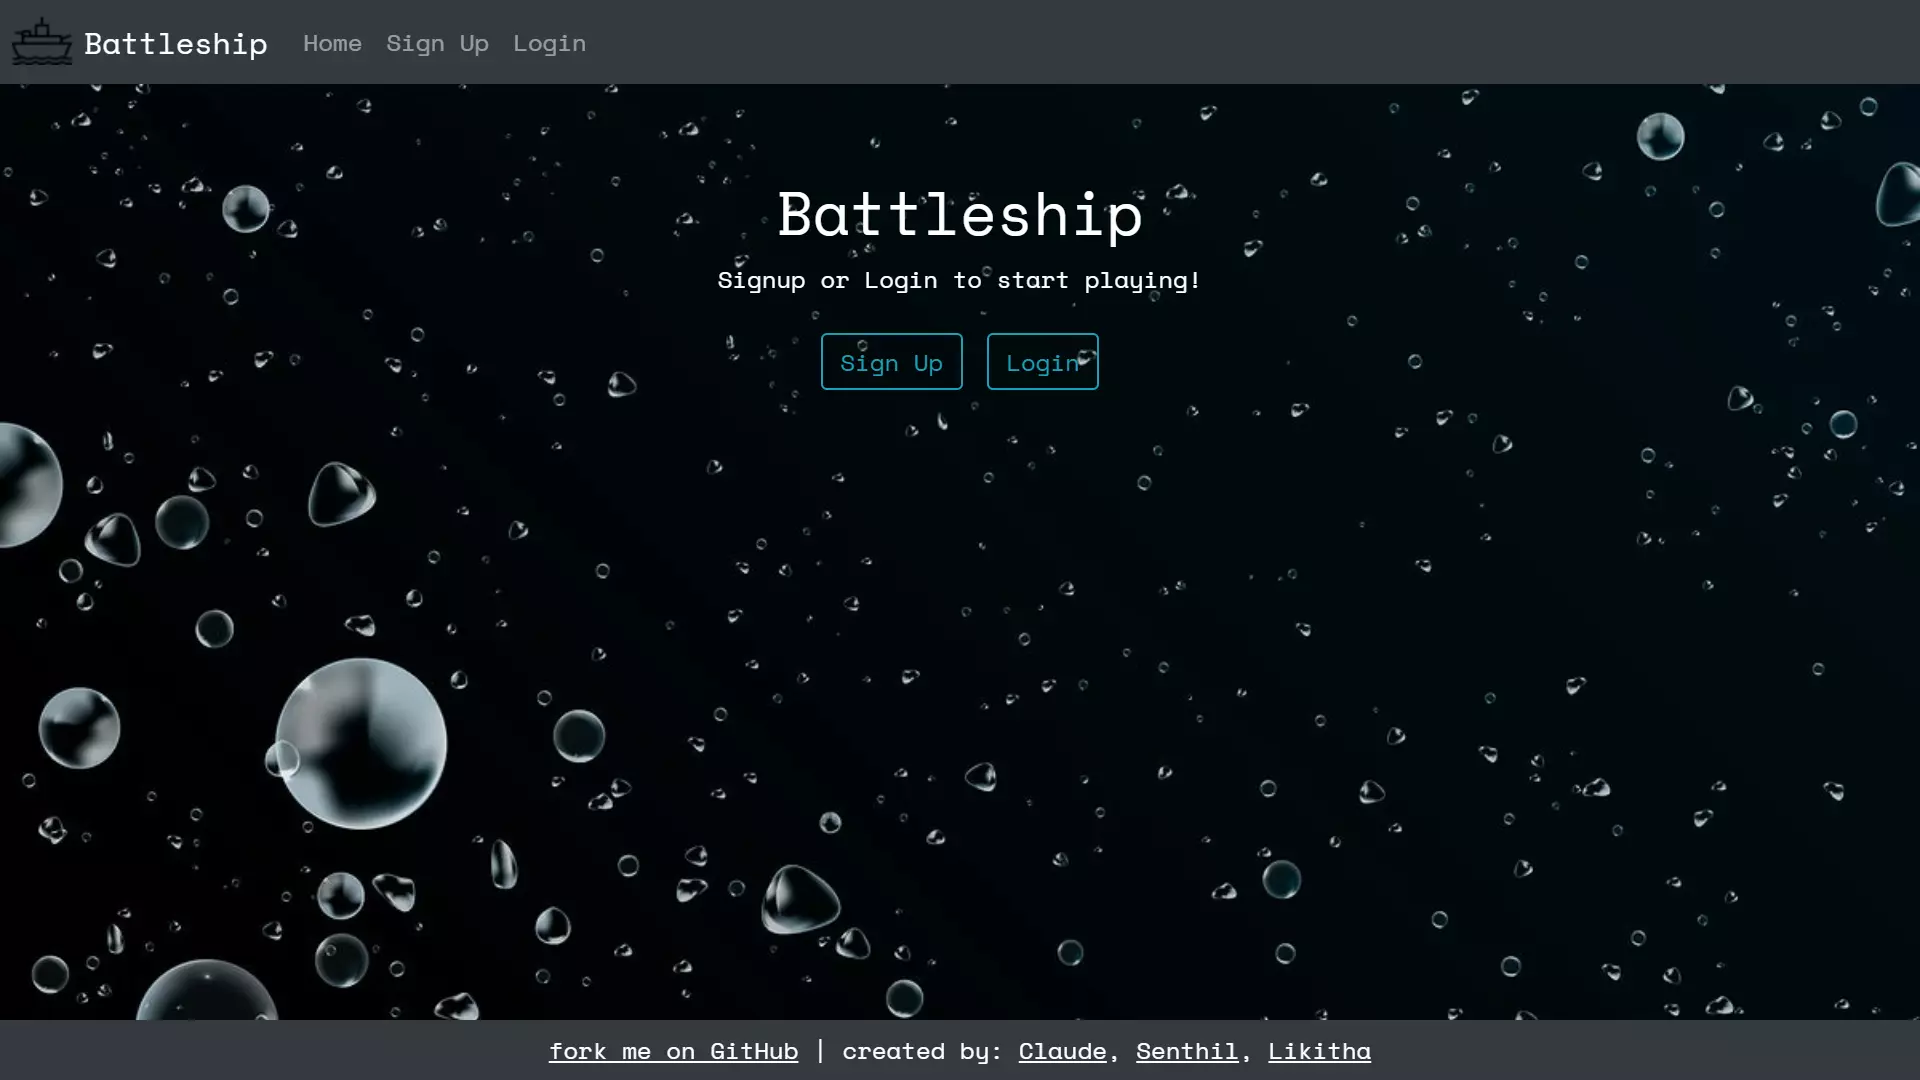 Battleship Home Sign Up Login
Battleship
Signup or Login to start playing!
Sign Up Login
fork me on GitHub | created by: Claude, Senthil, Likitha